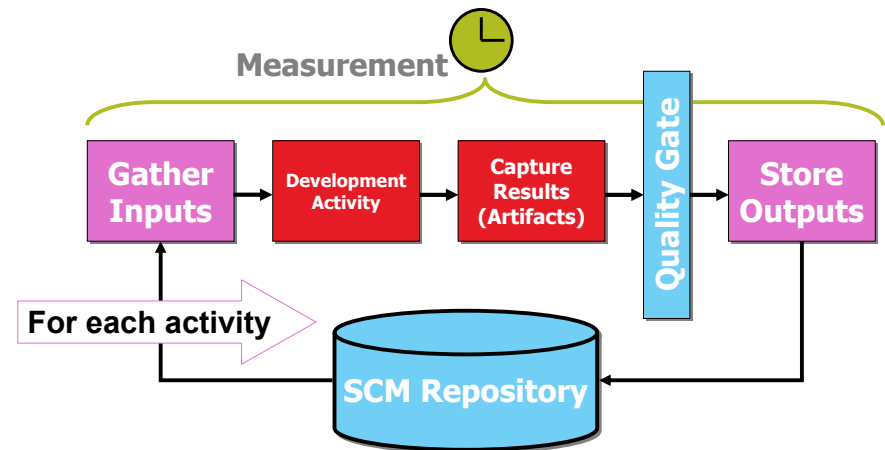 Measurement
Gather
Inputs
Development
Activity
Capture
Results
(Artifacts)
Quality Gate
Store
Outputs
For each activity
SCM Repository